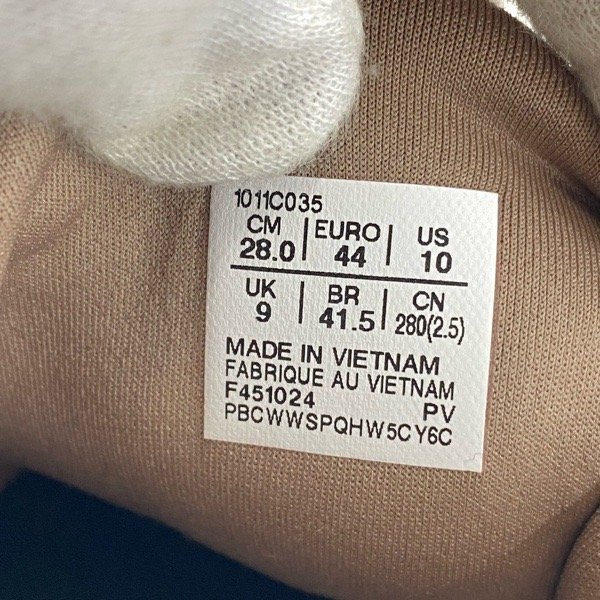 1011C035
CM | EURO | US
28.0 | 44 | 10
UK | BR | CN
9 | 41.5 | 280(2.5)
MADE IN VIETNAM
FABRIQUE AU VIETNAM
F451024 PV
PBCWWSPQHW5CY6C